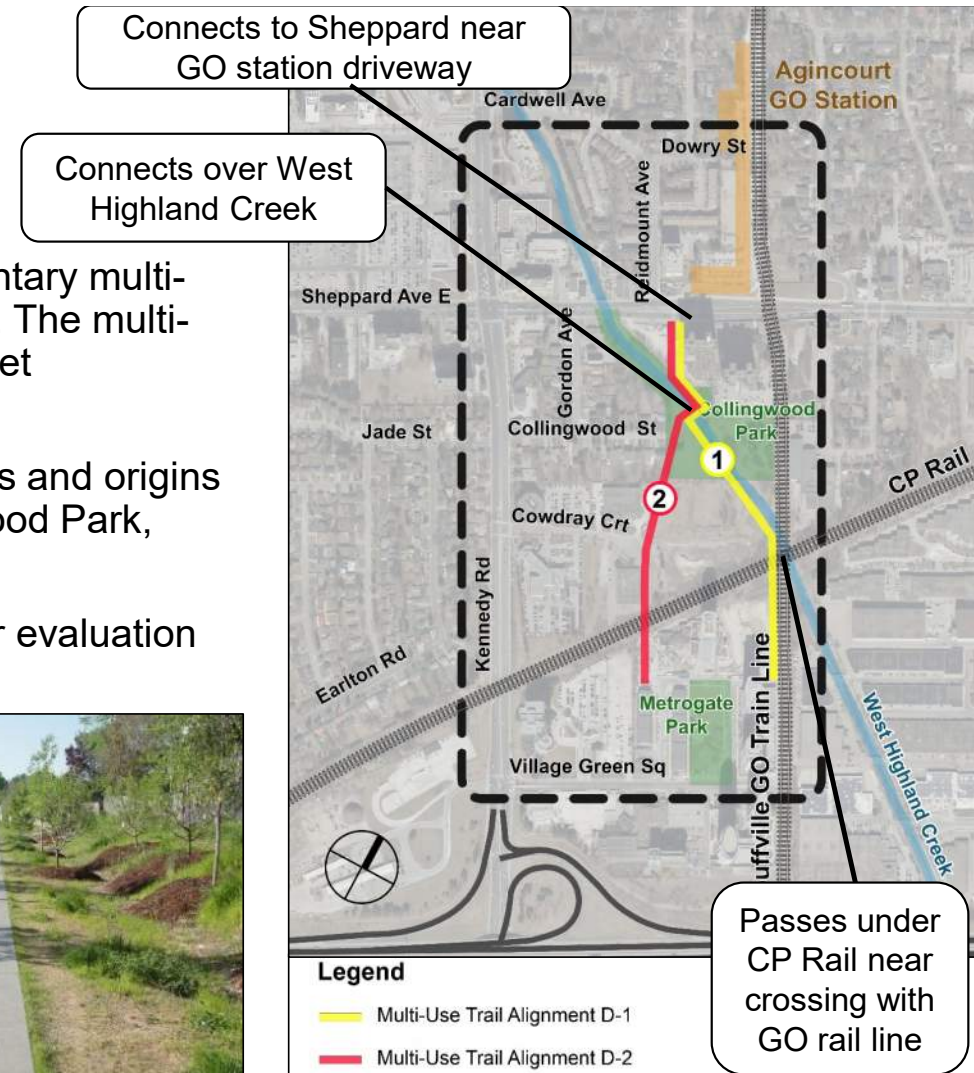 Connects to Sheppard near
GO station driveway
Connects over West
Highland Creek
ntary multi-
The multi-
et
s and origins
ood Park,
r evaluation
Cardwell Ave
Agincourt
GO Station
Dowry St
Reidmount Ave
Sheppard Ave E
Gordon Ave
Collingwood
Park
Jade St
Collingwood St
1
2
CP Rail
Cowdray Crt
Kennedy Rd
Earlton Rd
Metrogate
Park
uffville GO Train Line
West Highland Creek
Village Green Sq
Passes under
CP Rail near
crossing with
GO rail line
Legend
Multi-Use Trail Alignment D-1
Multi-Use Trail Alignment D-2